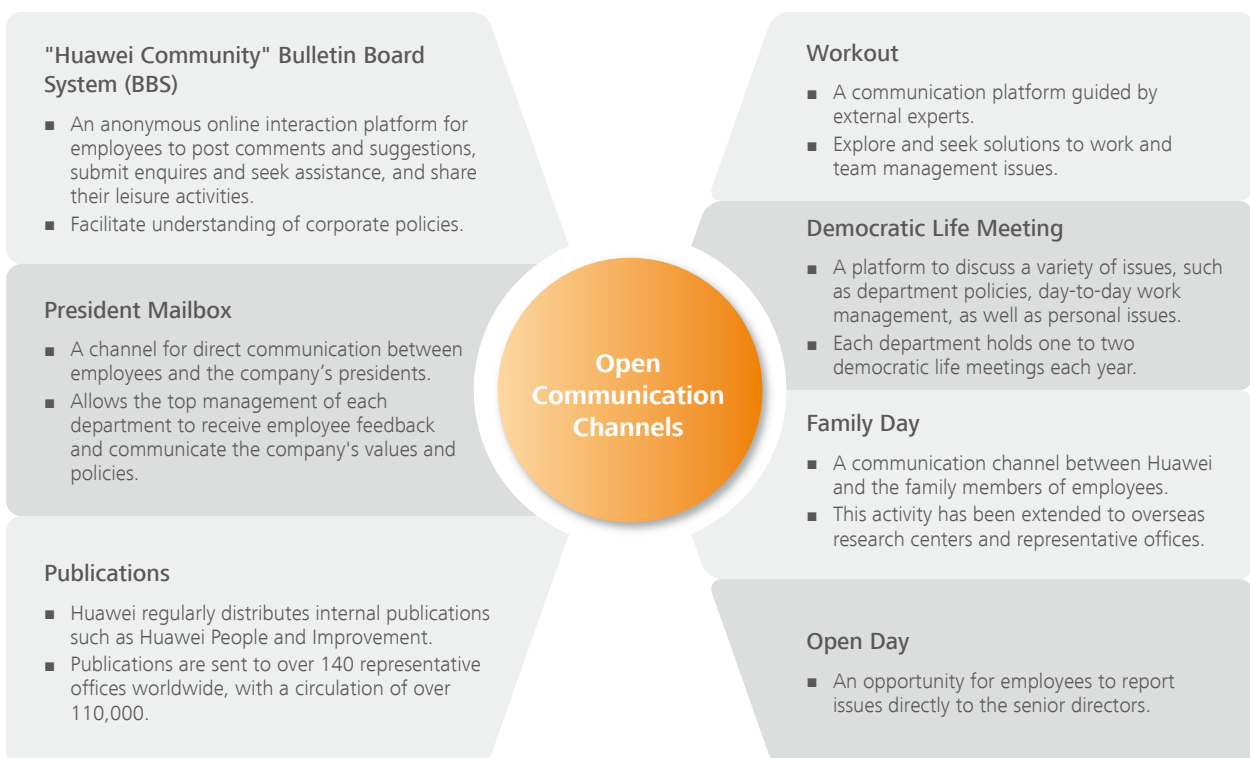 "Huawei Community" Bulletin Board
System (BBS)
■ An anonymous online interaction platform for
employees to post comments and suggestions,
submit enquires and seek assistance, and share
their leisure activities.
■ Facilitate understanding of corporate policies.
President Mailbox
■ A channel for direct communication between
employees and the company’s presidents.
■ Allows the top management of each
department to receive employee feedback
and communicate the company's values and
policies.
Publications
■ Huawei regularly distributes internal publications
such as Huawei People and Improvement.
■ Publications are sent to over 140 representative
offices worldwide, with a circulation of over
110,000.
Open
Communication
Channels
Workout
■ A communication platform guided by
external experts.
■ Explore and seek solutions to work and
team management issues.
Democratic Life Meeting
■ A platform to discuss a variety of issues, such
as department policies, day-to-day work
management, as well as personal issues.
■ Each department holds one to two
democratic life meetings each year.
Family Day
■ A communication channel between Huawei
and the family members of employees.
■ This activity has been extended to overseas
research centers and representative offices.
Open Day
■ An opportunity for employees to report
issues directly to the senior directors.